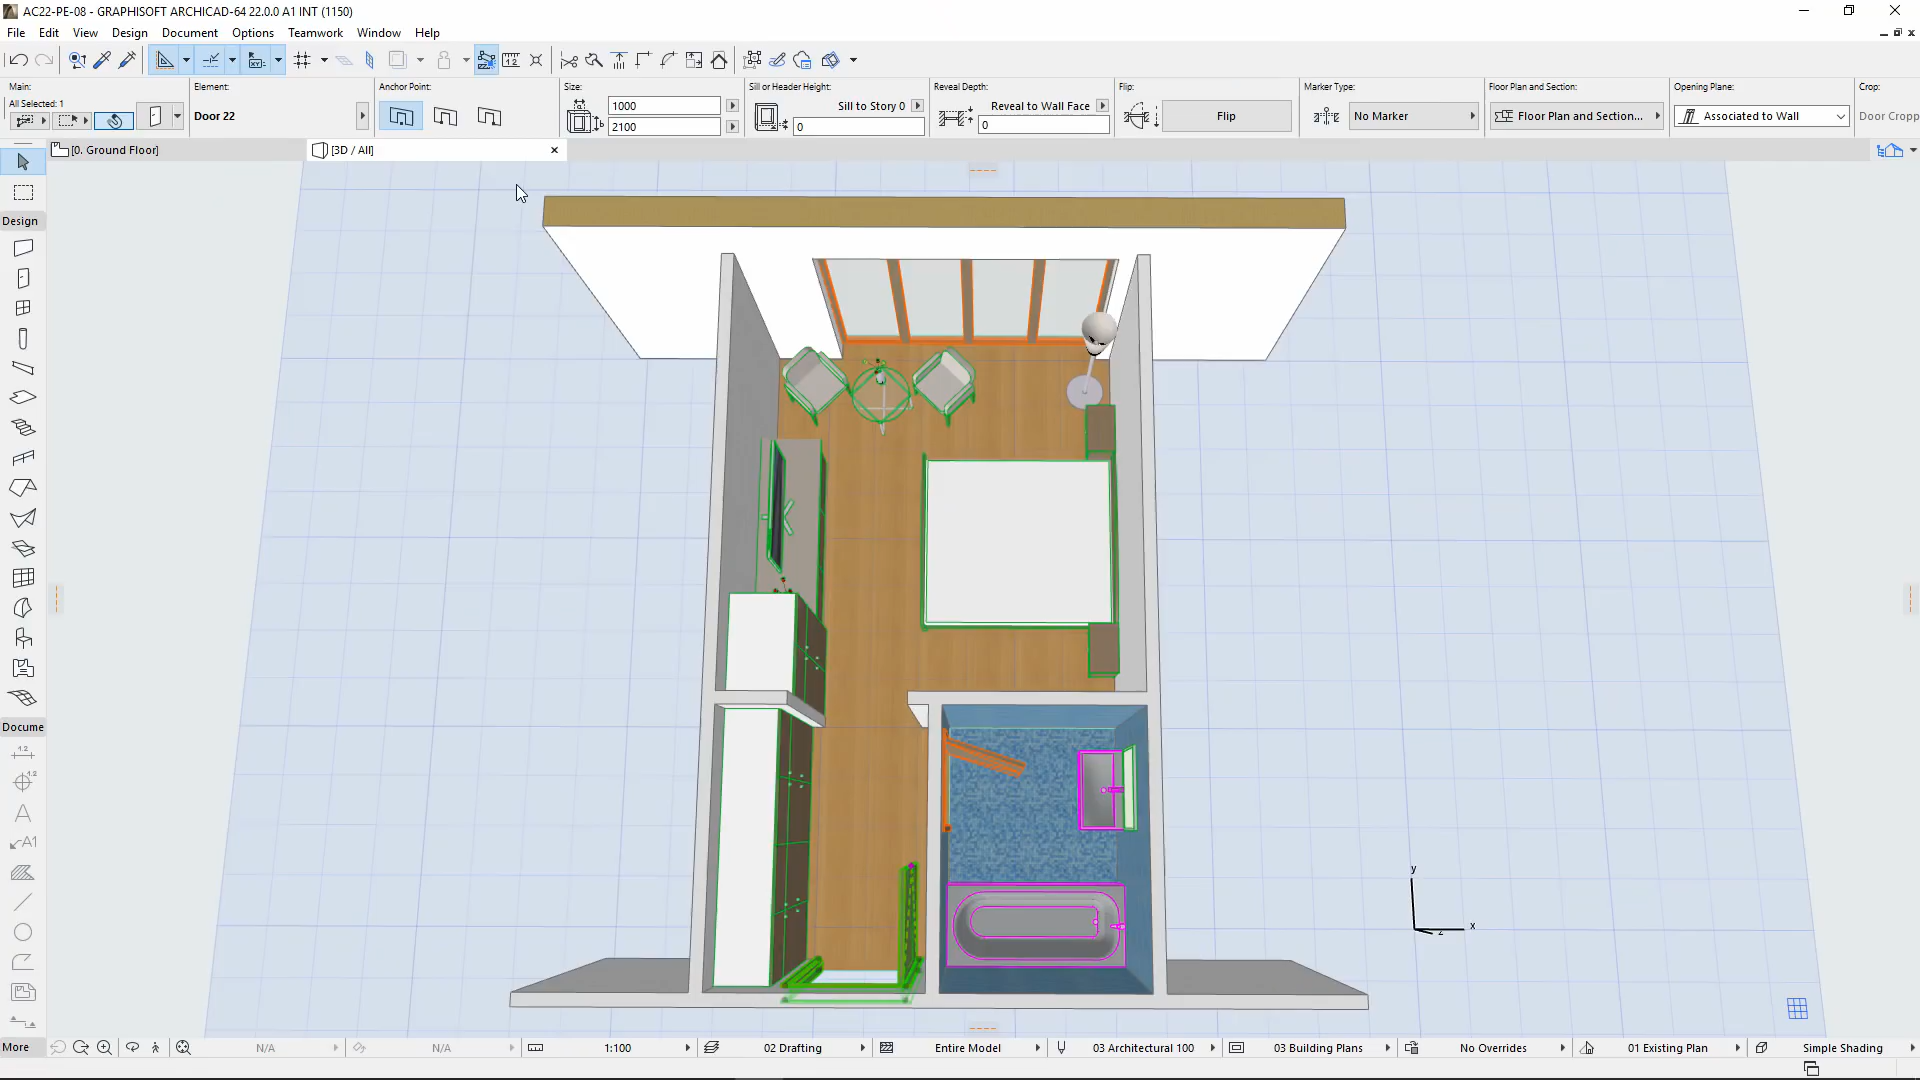 AC22-PE-08 - GRAPHISOFT ARCHICAD-64 22.0.0 A1 INT (1150)
File Edit View Design Document Options Teamwork Window Help
Main: Element: Anchor Point: Size: Sill or Header Height: Reveal Depth: Flip: Marker Type: Floor Plan and Section: Opening Plane: Crop:
All Selected: 1
1000 Sill to Story 0 Reveal to Wall Face
Door 22 Flip No Marker Floor Plan and Section... Associated to Wall Door Cropp
2100 0 0
[0. Ground Floor] [3D / All]
Design
Docume
1.2
1.2
A
A1
y
x
z
More N/A N/A 1:100 02 Drafting Entire Model 03 Architectural 100 03 Building Plans No Overrides 01 Existing Plan Simple Shading